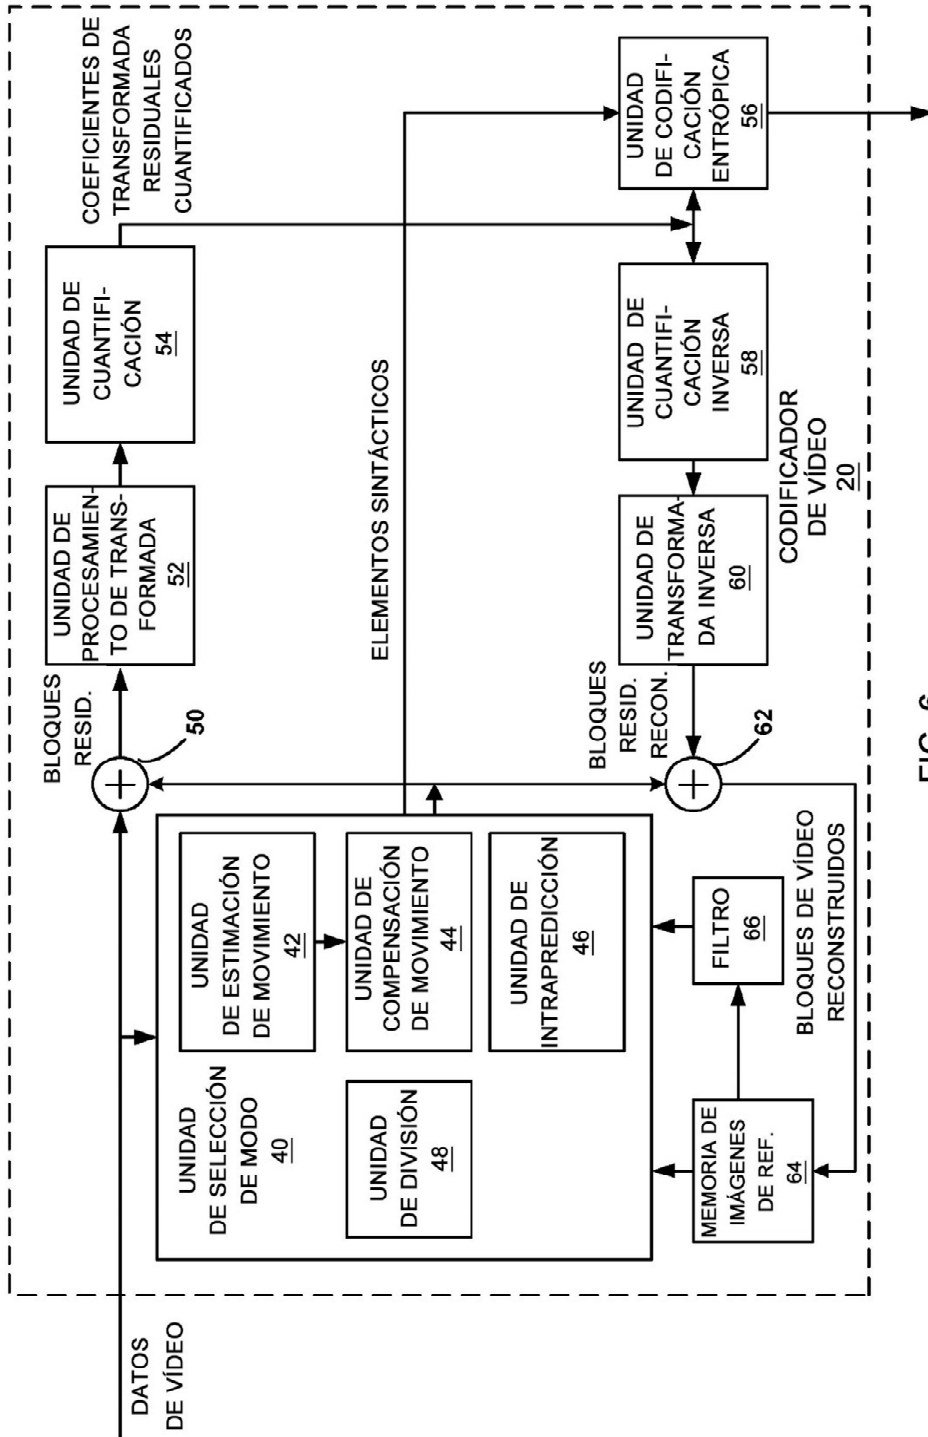 DATOS
DE VÍDEO
UNIDAD
DE SELECCIÓN
DE MODO
40
UNIDAD
DE ESTIMACIÓN
DE MOVIMIENTO
42
UNIDAD DE
COMPENSACIÓN
DE MOVIMIENTO
44
UNIDAD DE
INTRAPREDICCIÓN
46
UNIDAD
DE DIVISIÓN
48
BLOQUES
RESID.
50
UNIDAD DE
PROCESAMIEN-
TO DE TRANS-
FORMADA
52
UNIDAD DE
CUANTIFI-
CACIÓN
54
COEFICIENTES DE
TRANSFORMADA
RESIDUALES
CUANTIFICADOS
ELEMENTOS SINTÁCTICOS
UNIDAD
DE CODIFI-
CACIÓN
ENTRÓPICA
56
UNIDAD DE
CUANTIFI-
CACIÓN
INVERSA
58
UNIDAD DE
TRANSFORMA-
DA INVERSA
60
BLOQUES
RESID.
RECON.
62
MEMORIA DE
IMÁGENES
DE REF.
64
FILTRO
66
BLOQUES DE VÍDEO
RECONSTRUIDOS
CODIFICADOR
DE VÍDEO
20